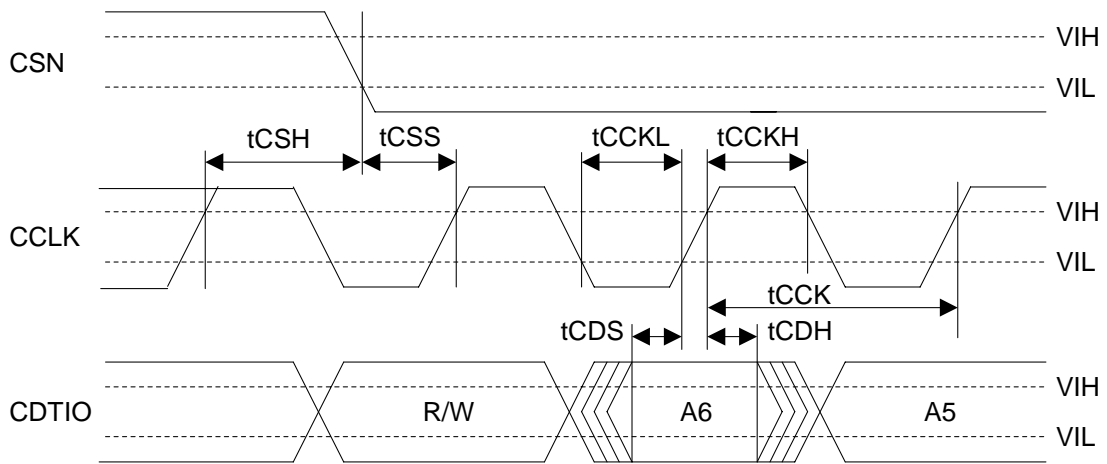 VIH
CSN
VIL
tCSH
tCSS
tCCKL
tCCKH
VIH
CCLK
VIL
tCCK
tCDS
tCDH
VIH
CDTIO
R/W
A6
A5
VIL